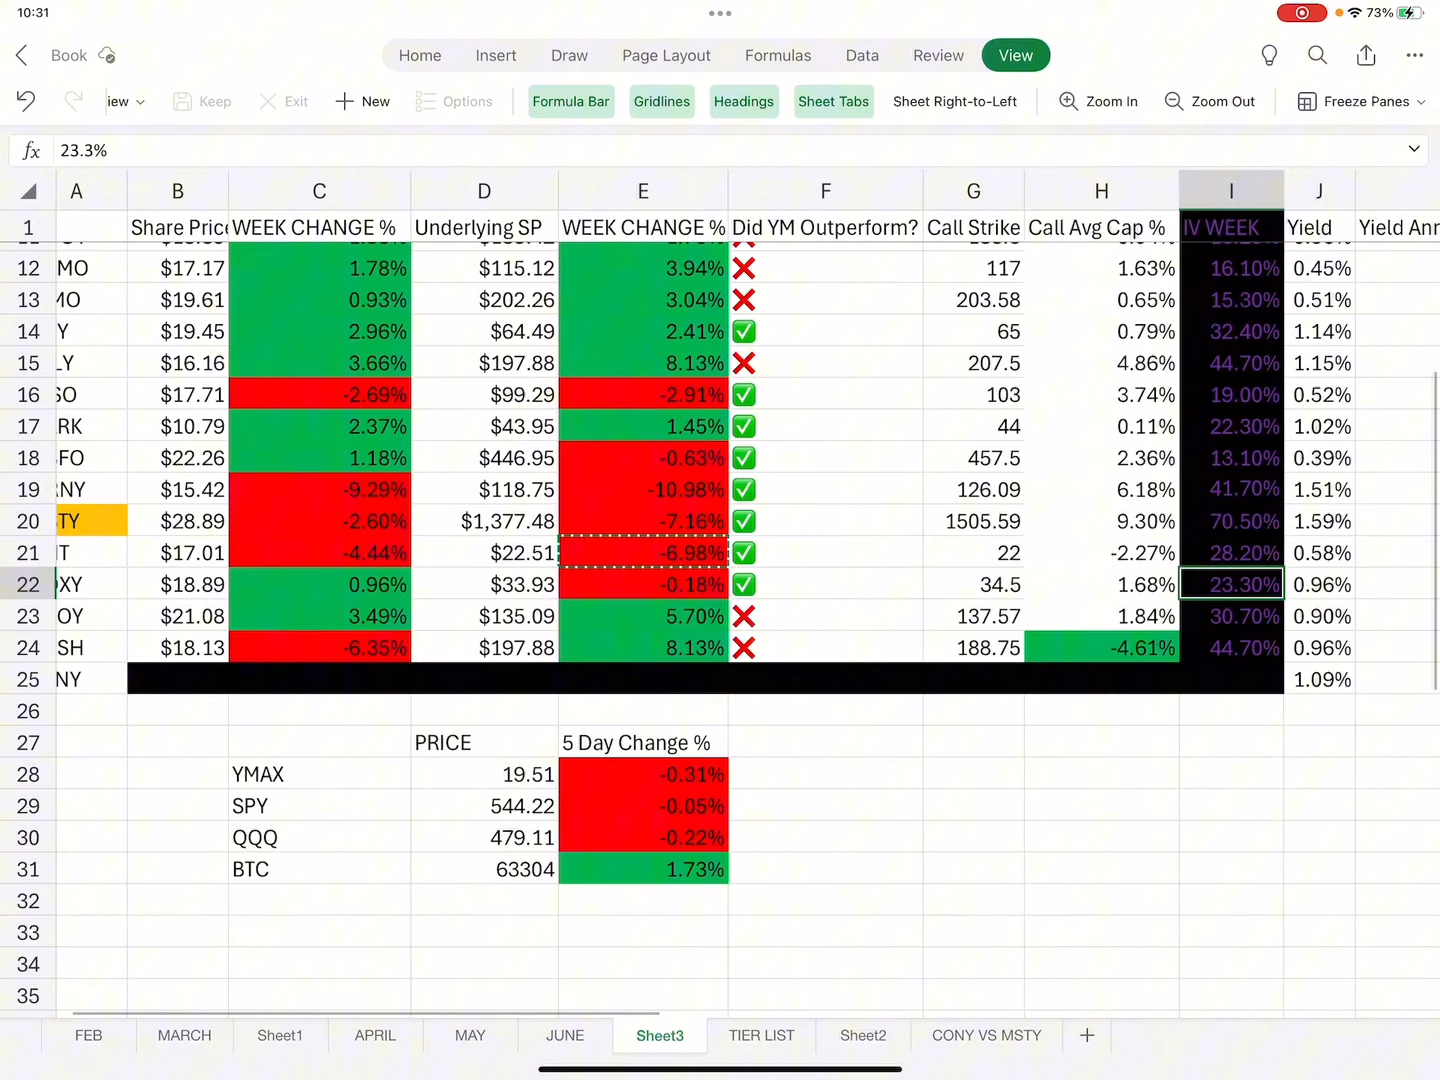 10:31 73%
Book Home Insert Draw Page Layout Formulas Data Review View
iew Keep Exit New Options Formula Bar Gridlines Headings Sheet Tabs Sheet Right-to-Left Zoom In Zoom Out Freeze Panes
fx 23.3%
A B C D E F G H I J
1 Share Pric WEEK CHANGE % Underlying SP WEEK CHANGE % Did YM Outperform? Call Strike Call Avg Cap % IV WEEK Yield Yield Ann
12 MO $17.17 1.78% $115.12 3.94% ❌ 117 1.63% 16.10% 0.45%
13 MO $19.61 0.93% $202.26 3.04% ❌ 203.58 0.65% 15.30% 0.51%
14 Y $19.45 2.96% $64.49 2.41% ✅ 65 0.79% 32.40% 1.14%
15 LY $16.16 3.66% $197.88 8.13% ❌ 207.5 4.86% 44.70% 1.15%
16 SO $17.71 -2.69% $99.29 -2.91% ✅ 103 3.74% 19.00% 0.52%
17 RK $10.79 2.37% $43.95 1.45% ✅ 44 0.11% 22.30% 1.02%
18 FO $22.26 1.18% $446.95 -0.63% ✅ 457.5 2.36% 13.10% 0.39%
19 NY $15.42 -9.29% $118.75 -10.98% ✅ 126.09 6.18% 41.70% 1.51%
20 TY $28.89 -2.60% $1,377.48 -7.16% ✅ 1505.59 9.30% 70.50% 1.59%
21 IT $17.01 -4.44% $22.51 -6.98% ✅ 22 -2.27% 28.20% 0.58%
22 XY $18.89 0.96% $33.93 -0.18% ✅ 34.5 1.68% 23.30% 0.96%
23 OY $21.08 3.49% $135.09 5.70% ❌ 137.57 1.84% 30.70% 0.90%
24 SH $18.13 -6.35% $197.88 8.13% ❌ 188.75 -4.61% 44.70% 0.96%
25 NY 1.09%
26
27 PRICE 5 Day Change %
28 YMAX 19.51 -0.31%
29 SPY 544.22 -0.05%
30 QQQ 479.11 -0.22%
31 BTC 63304 1.73%
32
33
34
35
FEB MARCH Sheet1 APRIL MAY JUNE Sheet3 TIER LIST Sheet2 CONY VS MSTY +